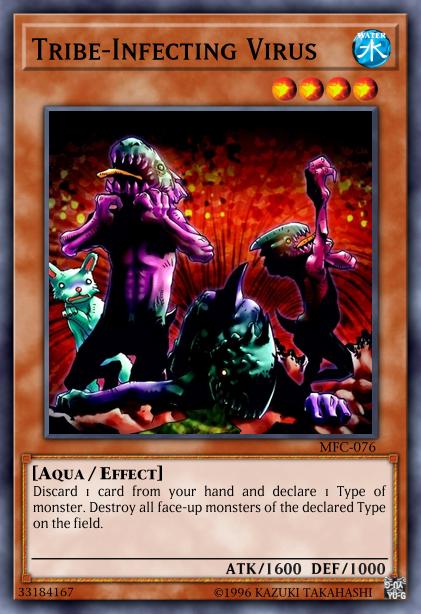 Tribe-Infecting Virus
WATER
水
MFC-076
[Aqua / Effect]
Discard 1 card from your hand and declare 1 Type of
monster. Destroy all face-up monsters of the declared Type
on the field.
ATK/1600 DEF/1000
33184167
©1996 KAZUKI TAKAHASHI